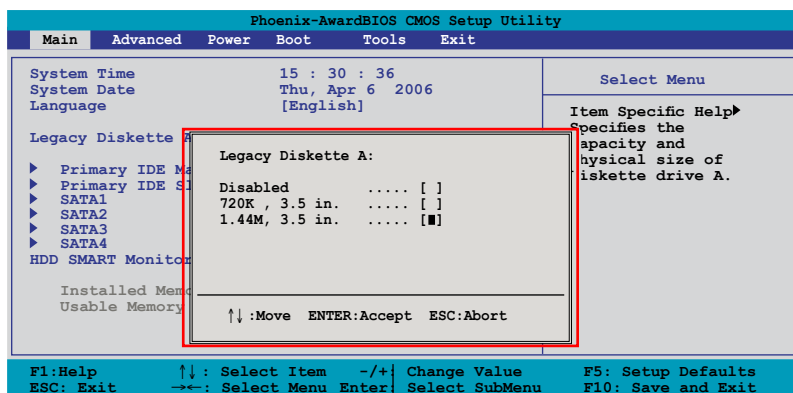 Phoenix-AwardBIOS CMOS Setup Utility
Main Advanced Power Boot Tools Exit
System Time 15 : 30 : 36
System Date Thu, Apr 6 2006
Language [English]
Legacy Diskette A
Primary IDE
Primary IDE
SATA1
SATA2
SATA3
SATA4
HDD SMART Monitor
Installed
Usable Memory
Legacy Diskette A:
Disabled ..... [ ]
720K , 3.5 in. ..... [ ]
1.44M, 3.5 in. ..... [∎]
↑↓ :Move ENTER:Accept ESC:Abort
Select Menu
Item Specific Help▶
Specifies the
capacity and
physical size of
diskette drive A.
F1:Help ↑↓ : Select Item -/+: Change Value F5: Setup Defaults
ESC: Exit →←: Select Menu Enter: Select SubMenu F10: Save and Exit